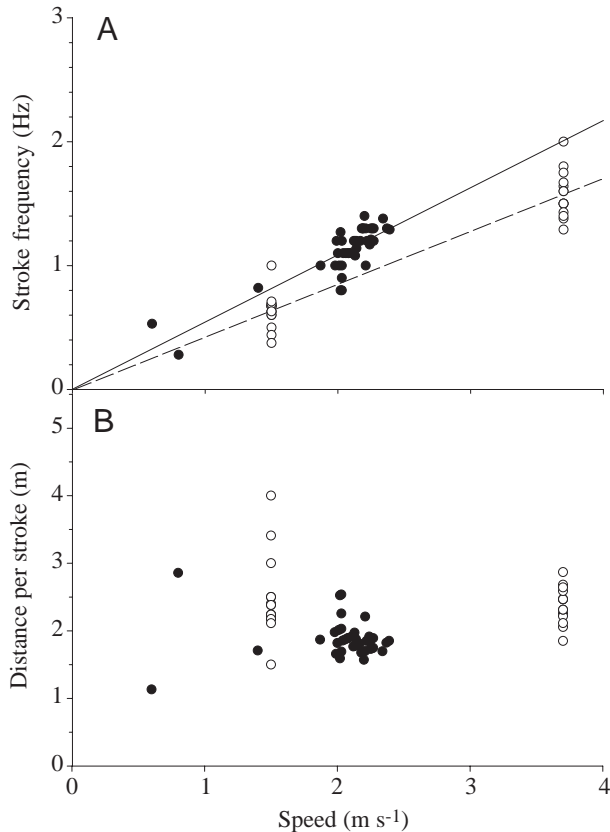 A
3
2
1
0
Stroke frequency (Hz)
B
5
4
3
2
1
0
Distance per stroke (m)
0 1 2 3 4
Speed (m s-1)